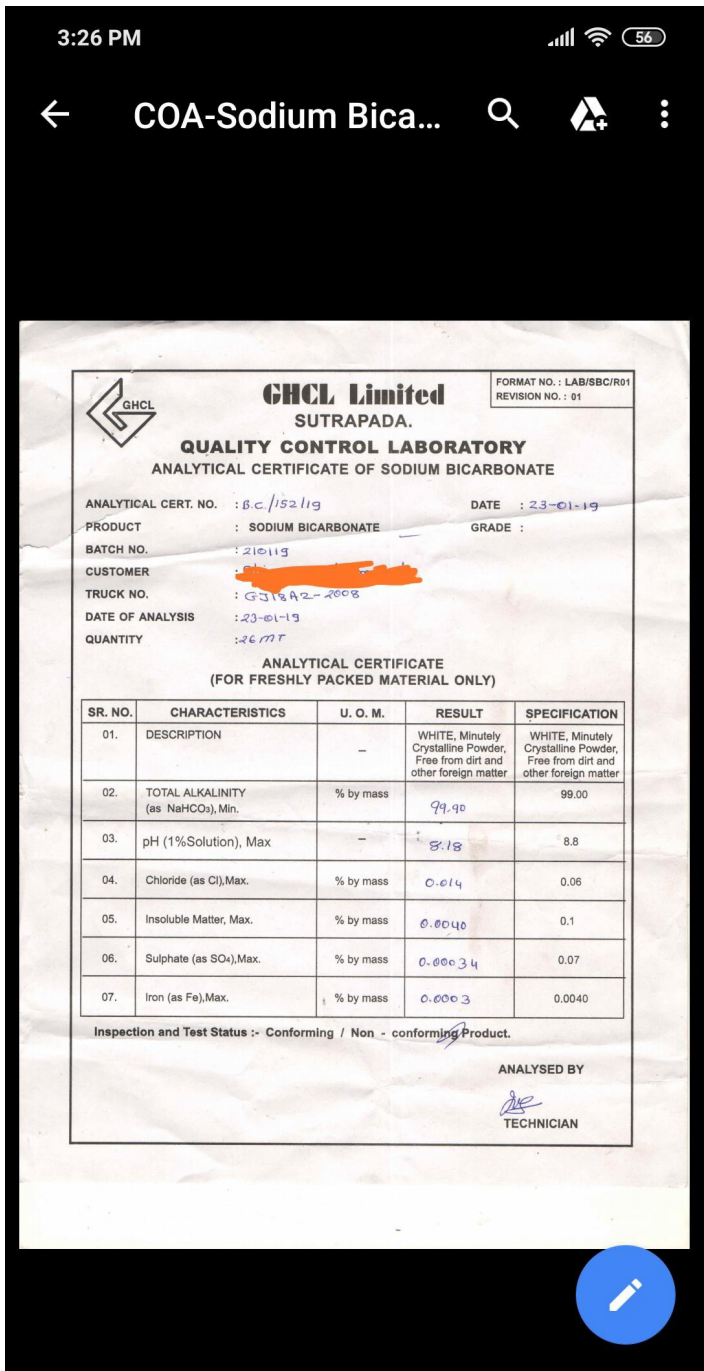 3:26 PM 56
COA-Sodium Bica...
GHCL
GHCL Limited
SUTRAPADA.
FORMAT NO. : LAB/SBC/R01
REVISION NO. : 01
QUALITY CONTROL LABORATORY
ANALYTICAL CERTIFICATE OF SODIUM BICARBONATE
ANALYTICAL CERT. NO. : B.C./152/19 DATE : 23-01-19
PRODUCT : SODIUM BICARBONATE GRADE :
BATCH NO. : 210119
CUSTOMER :
TRUCK NO. : GJ18AZ-2008
DATE OF ANALYSIS : 23-01-19
QUANTITY : 26 MT
ANALYTICAL CERTIFICATE
(FOR FRESHLY PACKED MATERIAL ONLY)
SR. NO. CHARACTERISTICS U. O. M. RESULT SPECIFICATION
01. DESCRIPTION – WHITE, Minutely Crystalline Powder, Free from dirt and other foreign matter WHITE, Minutely Crystalline Powder, Free from dirt and other foreign matter
02. TOTAL ALKALINITY (as NaHCO3), Min. % by mass 99.90 99.00
03. pH (1%Solution), Max – 8.18 8.8
04. Chloride (as Cl),Max. % by mass 0.014 0.06
05. Insoluble Matter, Max. % by mass 0.0040 0.1
06. Sulphate (as SO4),Max. % by mass 0.00034 0.07
07. Iron (as Fe),Max. % by mass 0.0003 0.0040
Inspection and Test Status :- Conforming / Non - conforming Product.
ANALYSED BY
TECHNICIAN